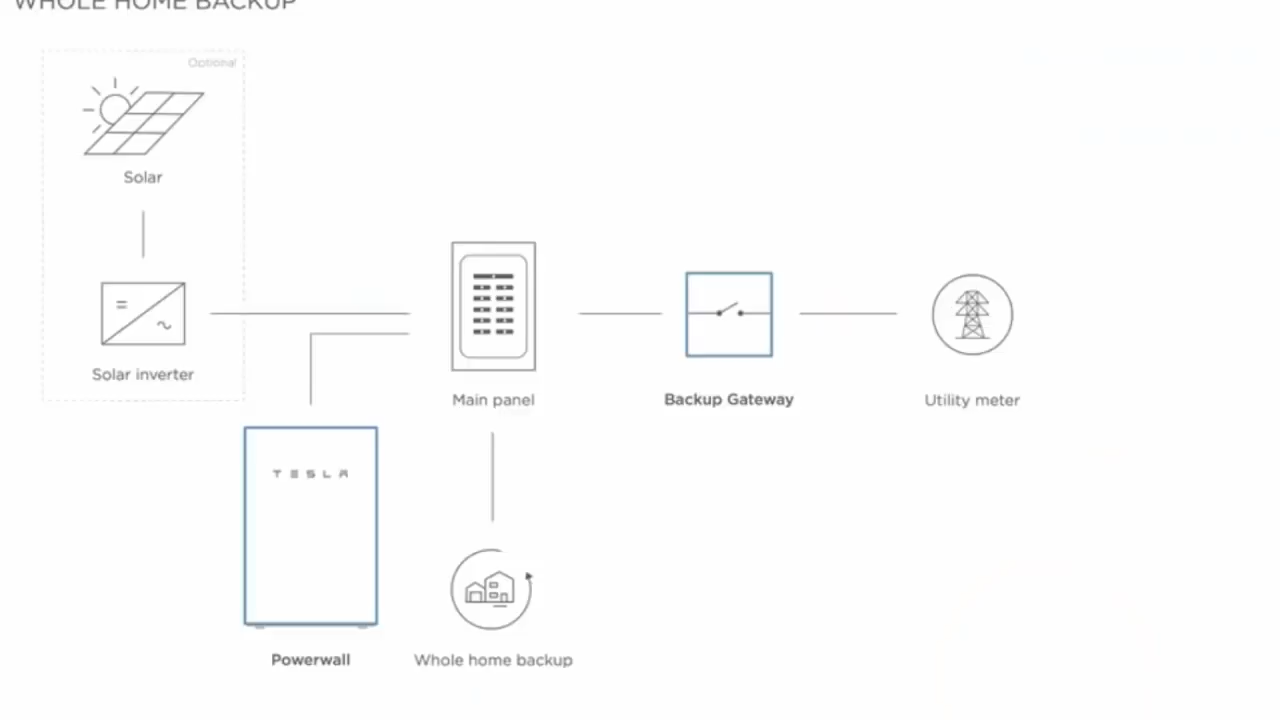 WHOLE HOME BACKUP
Optional
Solar
Solar inverter
Main panel
Backup Gateway
Utility meter
TESLA
Powerwall
Whole home backup